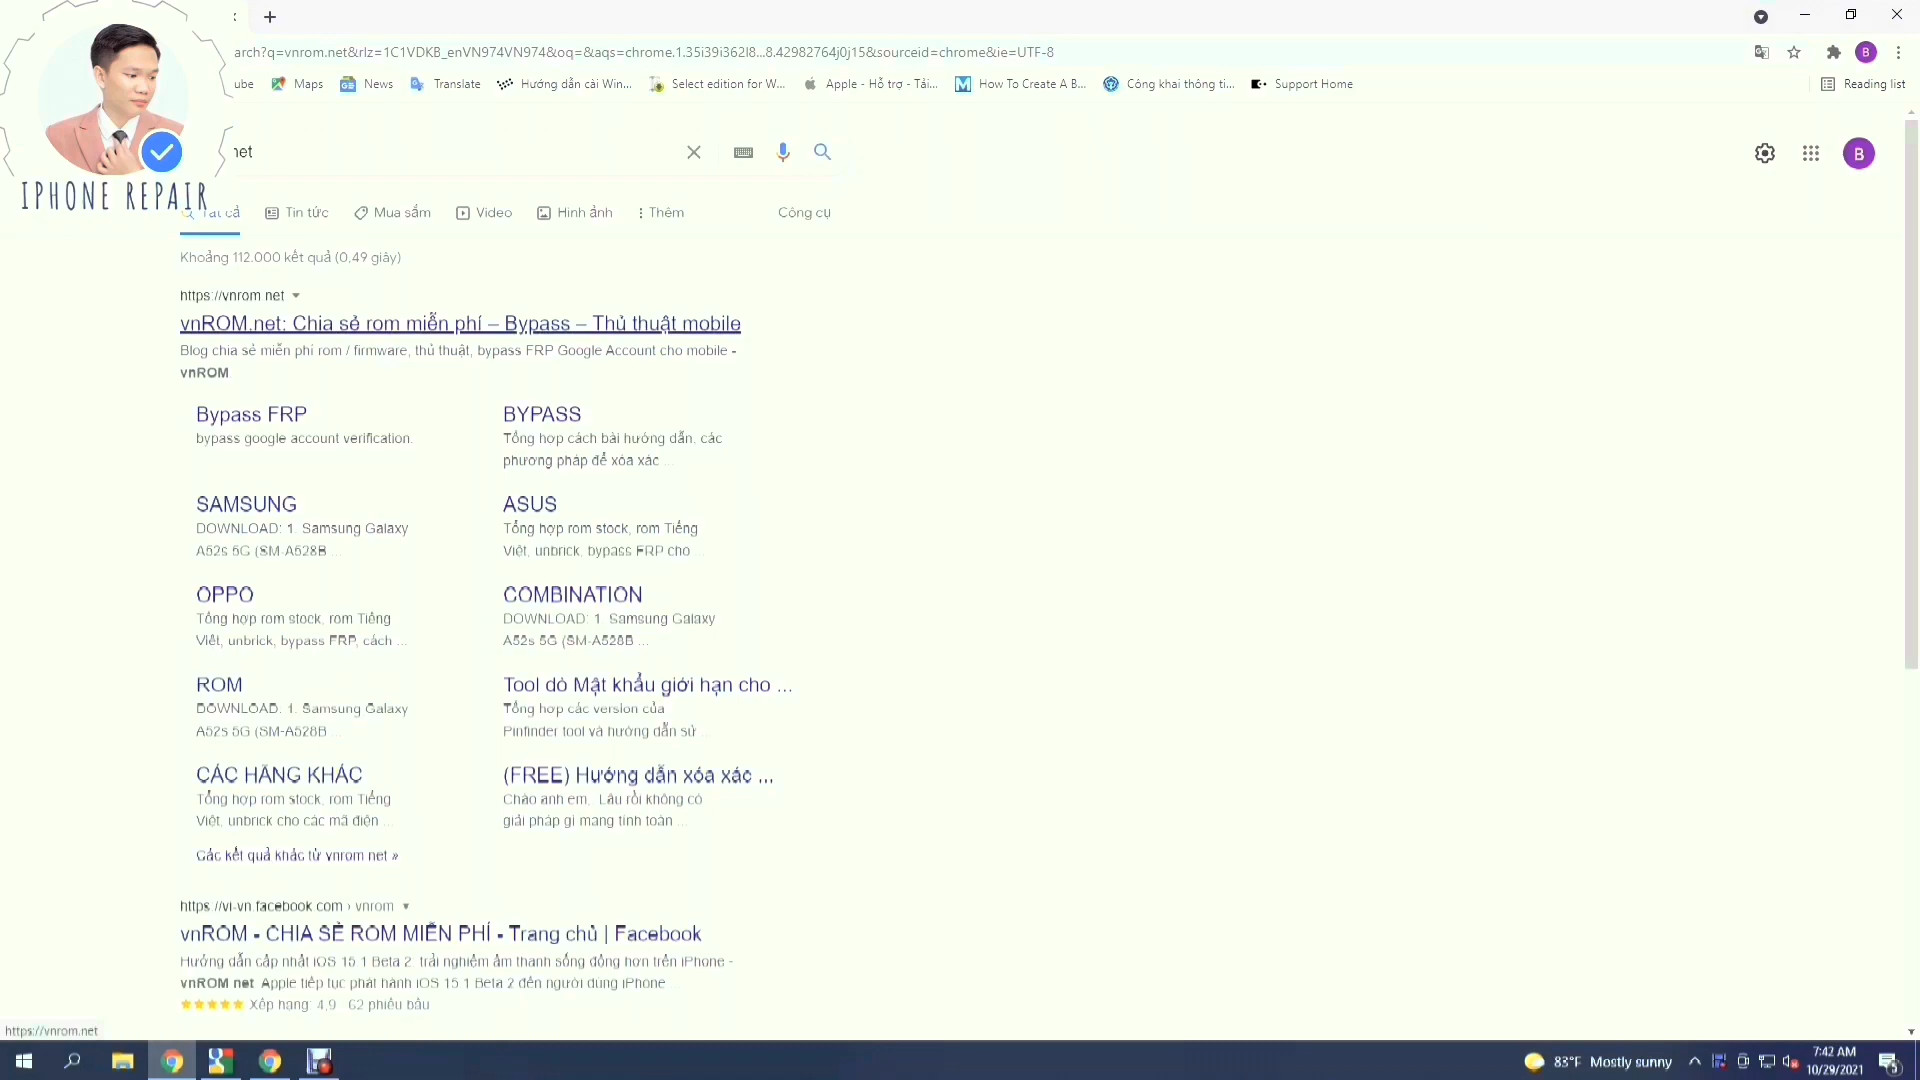 arch?q=vnrom.net&rlz=1C1VDKB_enVN974VN974&oq=&aqs=chrome.1.35i39i362l8...8.42982764j0j15&sourceid=chrome&ie=UTF-8
B
ube Maps News Translate Hướng dẫn cài Win... Select edition for W... Apple - Hỗ trợ - Tải... How To Create A B... Công khai thông ti... Support Home Reading list
net
B
IPHONE REPAIR
Tất cả Tin tức Mua sắm Video Hình ảnh Thêm Công cụ
Khoảng 112.000 kết quả (0,49 giây)
https://vnrom.net
vnROM.net: Chia sẻ rom miễn phí – Bypass – Thủ thuật mobile
Blog chia sẻ miễn phí rom / firmware, thủ thuật, bypass FRP Google Account cho mobile -
vnROM
Bypass FRP
bypass google account verification.
BYPASS
Tổng hợp cách bài hướng dẫn, các
phương pháp để xóa xác ...
SAMSUNG
DOWNLOAD: 1. Samsung Galaxy
A52s 5G (SM-A528B ...
ASUS
Tổng hợp rom stock, rom Tiếng
Việt, unbrick, bypass FRP cho ...
OPPO
Tổng hợp rom stock, rom Tiếng
Việt, unbrick, bypass FRP, cách ...
COMBINATION
DOWNLOAD: 1. Samsung Galaxy
A52s 5G (SM-A528B ...
ROM
DOWNLOAD: 1. Samsung Galaxy
A52s 5G (SM-A528B ...
Tool dò Mật khẩu giới hạn cho ...
Tổng hợp các version của
Pinfinder tool và hướng dẫn sử ...
CÁC HÃNG KHÁC
Tổng hợp rom stock, rom Tiếng
Việt, unbrick cho các mã điện ...
(FREE) Hướng dẫn xóa xác ...
Chào anh em, Lâu rồi không có
giải pháp gì mang tính toàn ...
Các kết quả khác từ vnrom.net »
https://vi-vn.facebook.com › vnrom
vnROM - CHIA SẺ ROM MIỄN PHÍ - Trang chủ | Facebook
Hướng dẫn cập nhật iOS 15.1 Beta 2: trải nghiệm âm thanh sống động hơn trên iPhone -
vnROM.net. Apple tiếp tục phát hành iOS 15.1 Beta 2 đến người dùng iPhone ...
Xếp hạng: 4,9 · 62 phiếu bầu
https://vnrom.net
83°F Mostly sunny
7:42 AM
10/29/2021
5